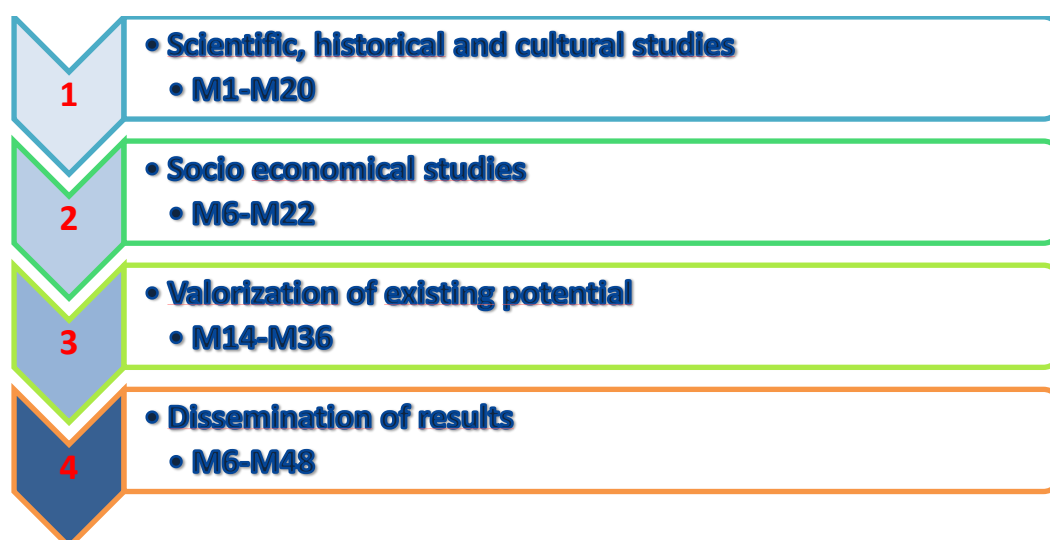 1
• Scientific, historical and cultural studies
• M1-M20
2
• Socio economical studies
• M6-M22
3
• Valorization of existing potential
• M14-M36
4
• Dissemination of results
• M6-M48